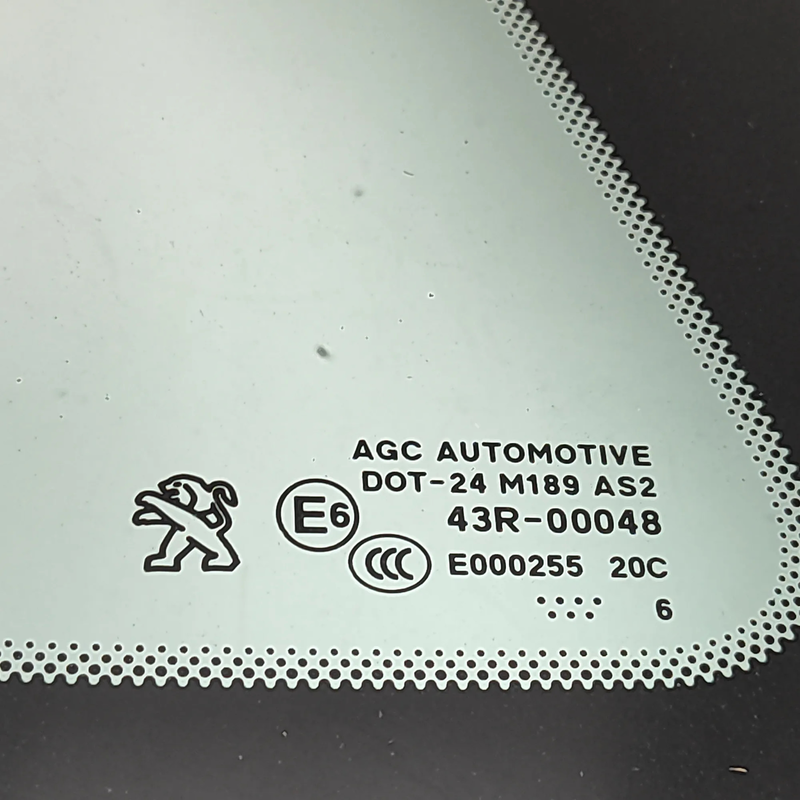 AGC AUTOMOTIVE
DOT-24 M189 AS2
E6 43R-00048
CCC E000255 20C
6